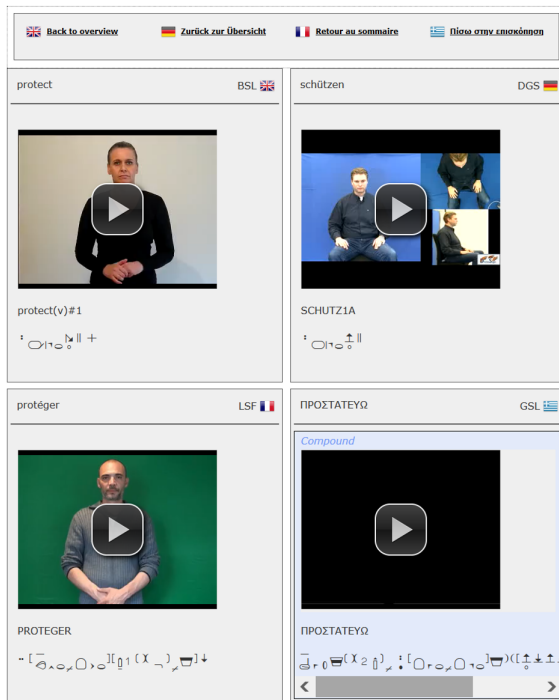 Back to overview
Zurück zur Übersicht
Retour au sommaire
Πίσω στην επισκόπηση
protect
BSL
schützen
DGS
protect(v)#1
SCHUTZ1A
protéger
LSF
ΠΡΟΣΤΑΤΕΥΩ
GSL
Compound
PROTEGER
ΠΡΟΣΤΑΤΕΥΩ